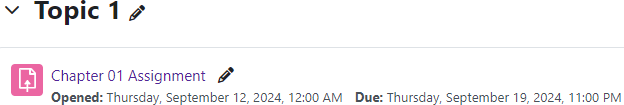 Topic 1
Chapter 01 Assignment
Opened: Thursday, September 12, 2024, 12:00 AM Due: Thursday, September 19, 2024, 11:00 PM